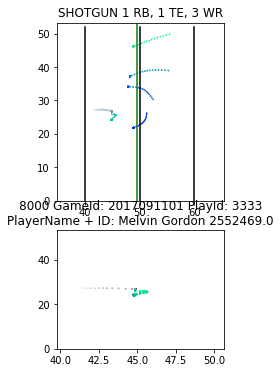 SHOTGUN 1 RB, 1 TE, 3 WR
50
40
30
20
10
0
40 50 60
8000 GameId: 2017091101 PlayId: 3333
PlayerName + ID: Melvin Gordon 2552469.0
40
20
0
40.0 42.5 45.0 47.5 50.0